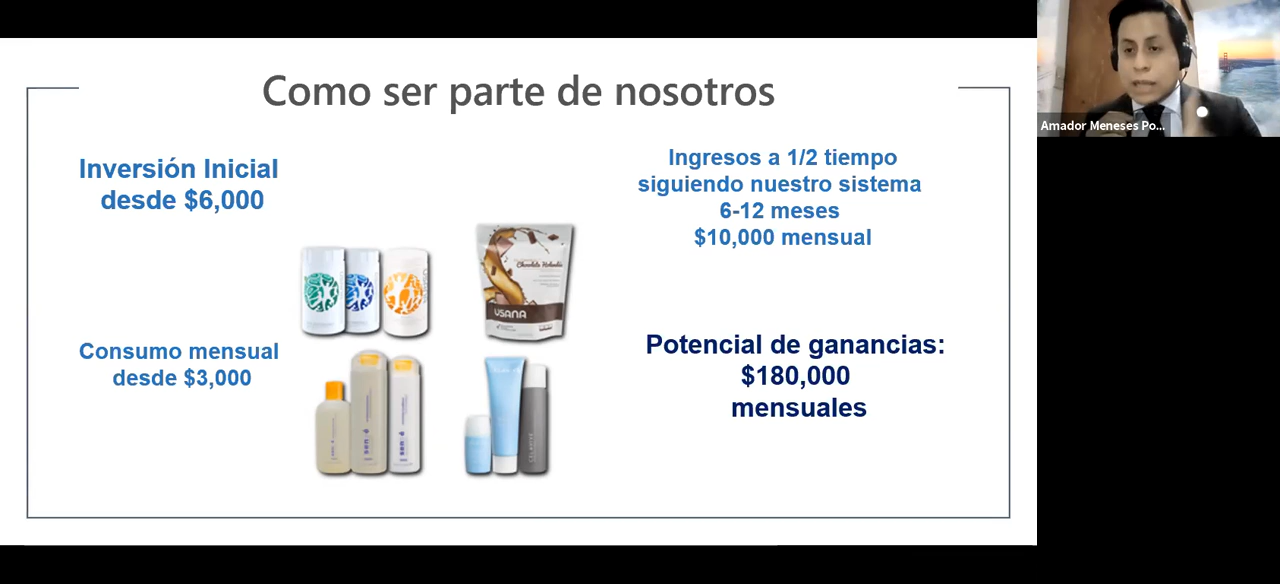 Como ser parte de nosotros
Inversión Inicial
desde $6,000
Ingresos a 1/2 tiempo
siguiendo nuestro sistema
6-12 meses
$10,000 mensual
Chocolate
USANA
Consumo mensual
desde $3,000
Potencial de ganancias:
$180,000
mensuales
Amador Meneses Po...